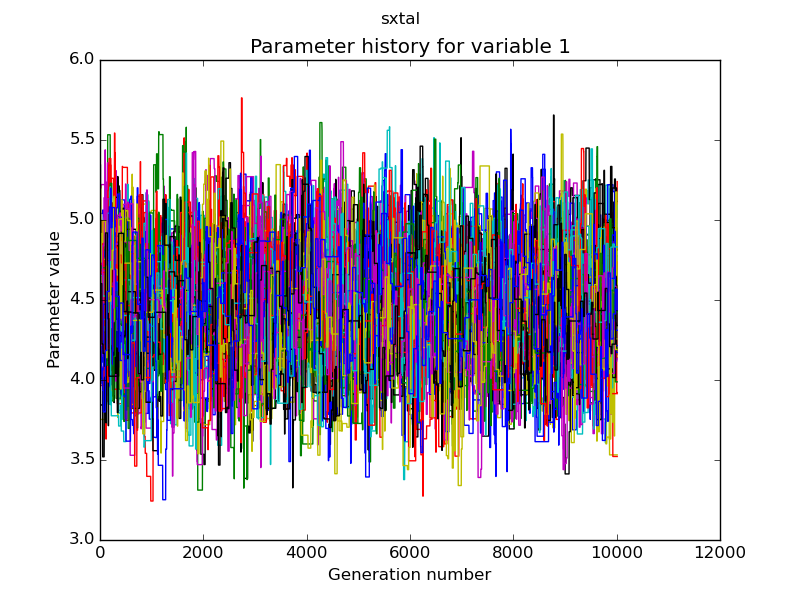 sxtal
Parameter history for variable 1
6.0
5.5
5.0
4.5
4.0
3.5
3.0
Parameter value
0 2000 4000 6000 8000 10000 12000
Generation number